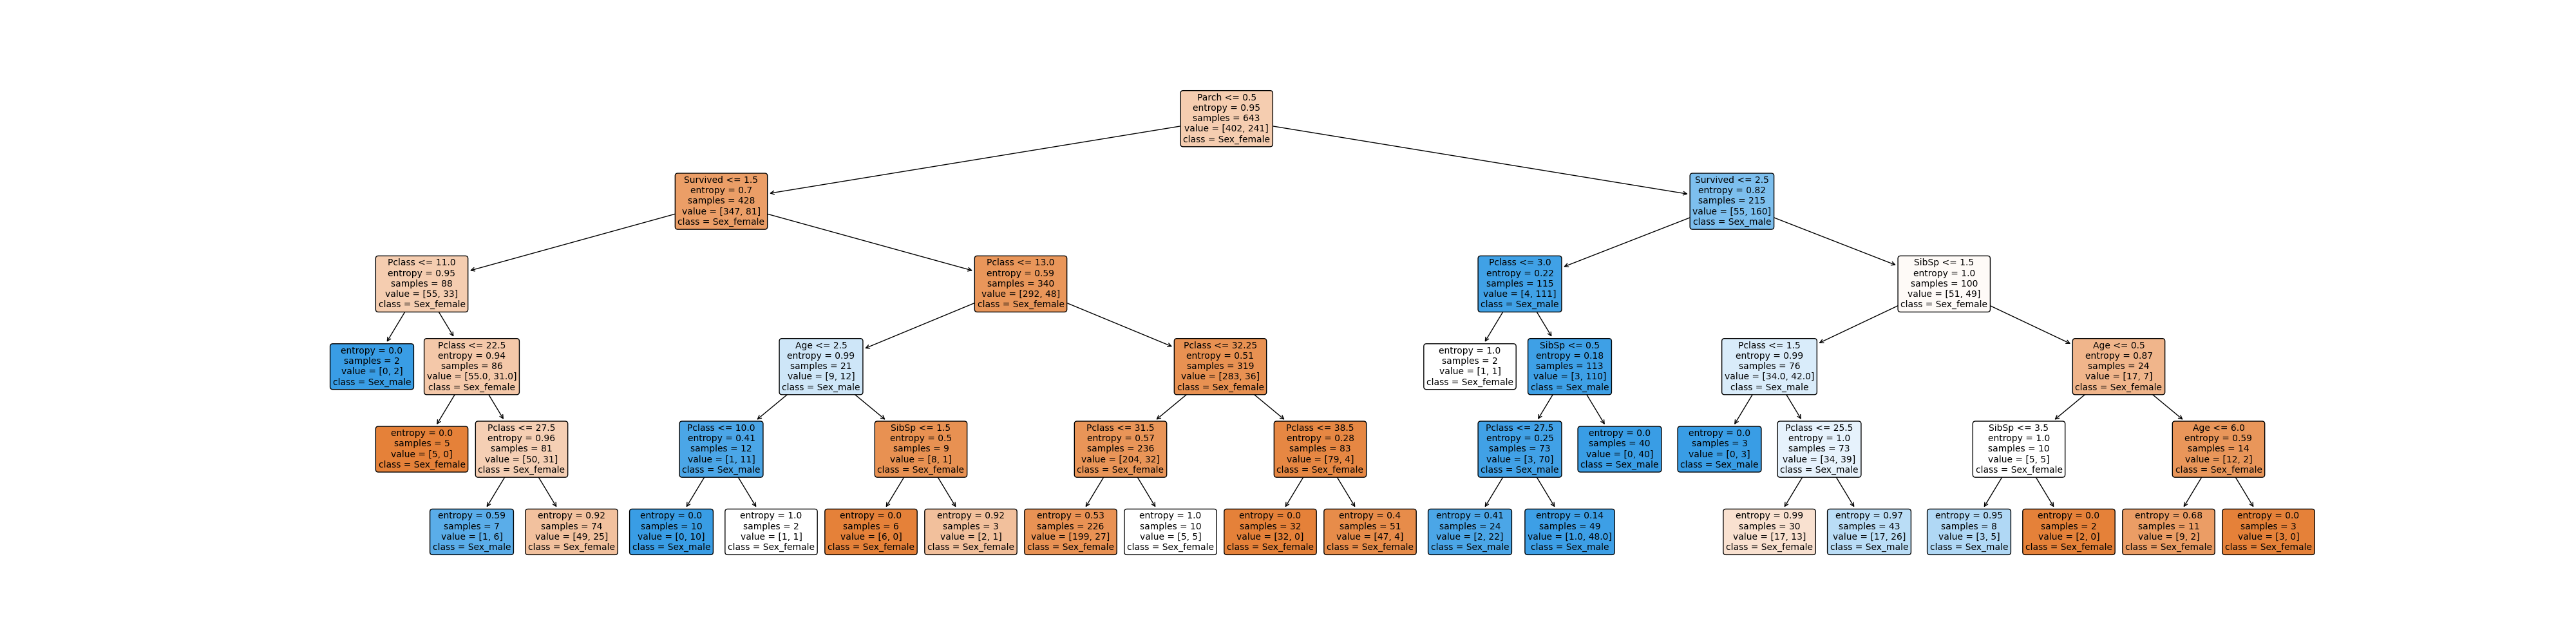 Parch <= 0.5
entropy = 0.95
samples = 643
value = [402, 241]
class = Sex_female
Survived <= 1.5
entropy = 0.7
samples = 428
value = [347, 81]
class = Sex_female
Survived <= 2.5
entropy = 0.82
samples = 215
value = [55, 160]
class = Sex_male
Pclass <= 11.0
entropy = 0.95
samples = 88
value = [55, 33]
class = Sex_female
Pclass <= 13.0
entropy = 0.59
samples = 340
value = [292, 48]
class = Sex_female
Pclass <= 3.0
entropy = 0.22
samples = 115
value = [4, 111]
class = Sex_male
SibSp <= 1.5
entropy = 1.0
samples = 100
value = [51, 49]
class = Sex_female
entropy = 0.0
samples = 2
value = [0, 2]
class = Sex_male
Pclass <= 22.5
entropy = 0.94
samples = 86
value = [55.0, 31.0]
class = Sex_female
Age <= 2.5
entropy = 0.99
samples = 21
value = [9, 12]
class = Sex_male
Pclass <= 32.25
entropy = 0.51
samples = 319
value = [283, 36]
class = Sex_female
entropy = 1.0
samples = 2
value = [1, 1]
class = Sex_female
SibSp <= 0.5
entropy = 0.18
samples = 113
value = [3, 110]
class = Sex_male
Pclass <= 1.5
entropy = 0.99
samples = 76
value = [34.0, 42.0]
class = Sex_male
Age <= 0.5
entropy = 0.87
samples = 24
value = [17, 7]
class = Sex_female
entropy = 0.0
samples = 5
value = [5, 0]
class = Sex_female
Pclass <= 27.5
entropy = 0.96
samples = 81
value = [50, 31]
class = Sex_female
Pclass <= 10.0
entropy = 0.41
samples = 12
value = [1, 11]
class = Sex_male
SibSp <= 1.5
entropy = 0.5
samples = 9
value = [8, 1]
class = Sex_female
Pclass <= 31.5
entropy = 0.57
samples = 236
value = [204, 32]
class = Sex_female
Pclass <= 38.5
entropy = 0.28
samples = 83
value = [79, 4]
class = Sex_female
Pclass <= 27.5
entropy = 0.25
samples = 73
value = [3, 70]
class = Sex_male
entropy = 0.0
samples = 40
value = [0, 40]
class = Sex_male
entropy = 0.0
samples = 3
value = [0, 3]
class = Sex_male
Pclass <= 25.5
entropy = 1.0
samples = 73
value = [34, 39]
class = Sex_male
SibSp <= 3.5
entropy = 1.0
samples = 10
value = [5, 5]
class = Sex_female
Age <= 6.0
entropy = 0.59
samples = 14
value = [12, 2]
class = Sex_female
entropy = 0.59
samples = 7
value = [1, 6]
class = Sex_male
entropy = 0.92
samples = 74
value = [49, 25]
class = Sex_female
entropy = 0.0
samples = 10
value = [0, 10]
class = Sex_male
entropy = 1.0
samples = 2
value = [1, 1]
class = Sex_female
entropy = 0.0
samples = 6
value = [6, 0]
class = Sex_female
entropy = 0.92
samples = 3
value = [2, 1]
class = Sex_female
entropy = 0.53
samples = 226
value = [199, 27]
class = Sex_female
entropy = 1.0
samples = 10
value = [5, 5]
class = Sex_female
entropy = 0.0
samples = 32
value = [32, 0]
class = Sex_female
entropy = 0.4
samples = 51
value = [47, 4]
class = Sex_female
entropy = 0.41
samples = 24
value = [2, 22]
class = Sex_male
entropy = 0.14
samples = 49
value = [1.0, 48.0]
class = Sex_male
entropy = 0.99
samples = 30
value = [17, 13]
class = Sex_female
entropy = 0.97
samples = 43
value = [17, 26]
class = Sex_male
entropy = 0.95
samples = 8
value = [3, 5]
class = Sex_male
entropy = 0.0
samples = 2
value = [2, 0]
class = Sex_female
entropy = 0.68
samples = 11
value = [9, 2]
class = Sex_female
entropy = 0.0
samples = 3
value = [3, 0]
class = Sex_female